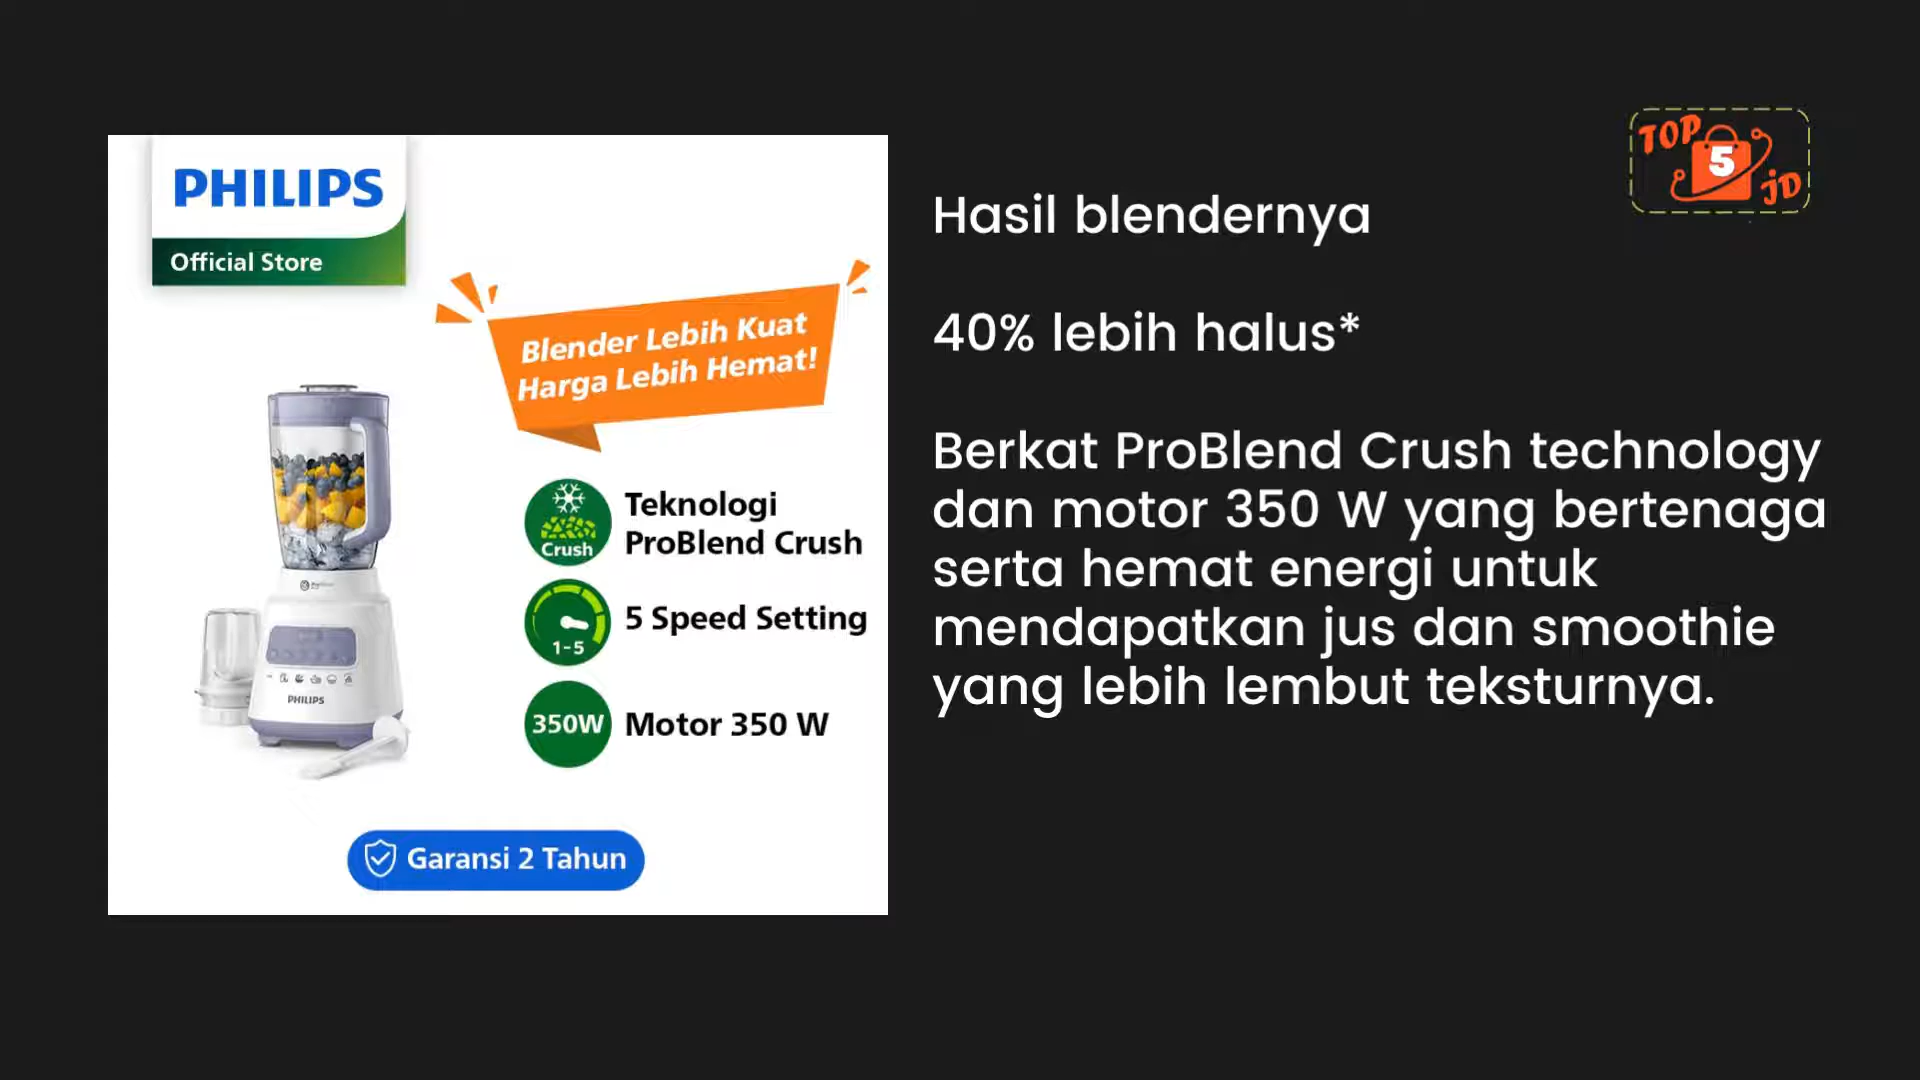 PHILIPS
Official Store
Blender Lebih Kuat
Harga Lebih Hemat!
Crush
Teknologi
ProBlend Crush
1-5
5 Speed Setting
350W
Motor 350 W
PHILIPS
Garansi 2 Tahun
TOP
5
JD
Hasil blendernya
40% lebih halus*
Berkat ProBlend Crush technology
dan motor 350 W yang bertenaga
serta hemat energi untuk
mendapatkan jus dan smoothie
yang lebih lembut teksturnya.